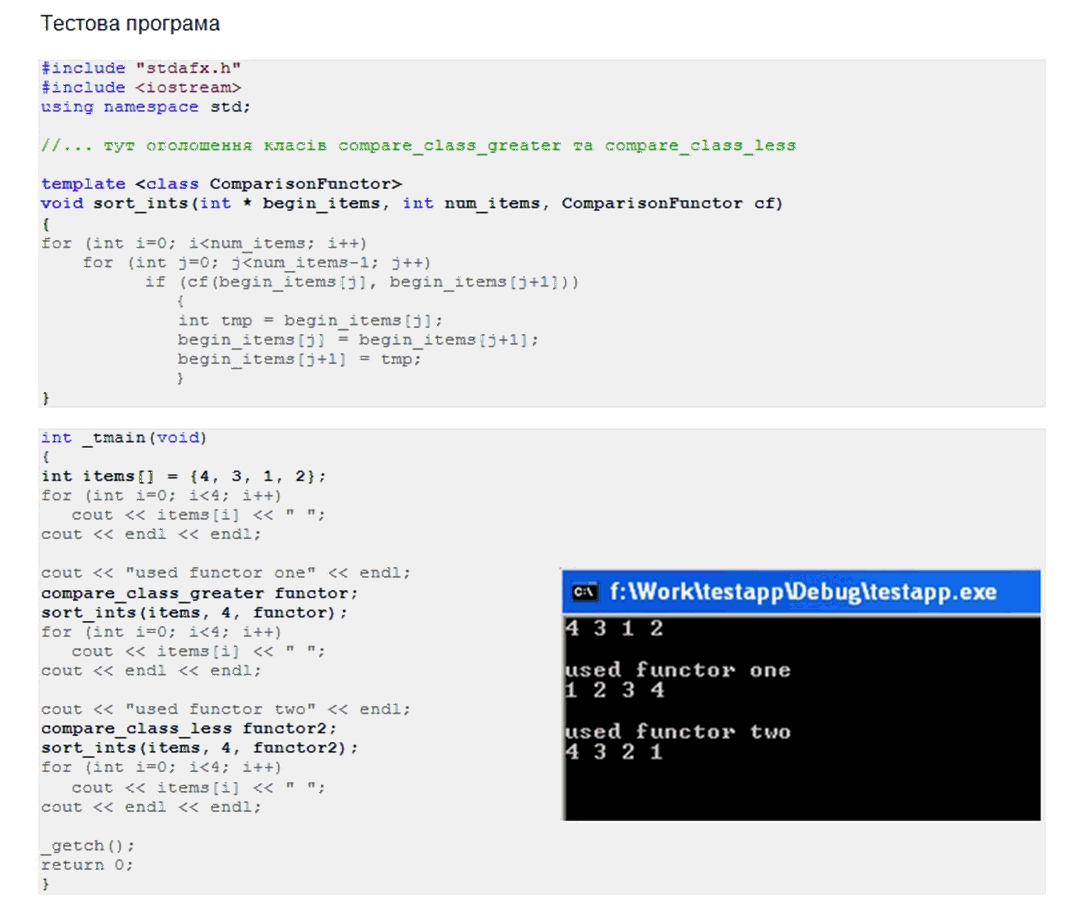 Тестова програма
#include "stdafx.h"
#include <iostream>
using namespace std;
//... тут оголошення класів compare_class_greater та compare_class_less
template <class ComparisonFunctor>
void sort_ints(int * begin_items, int num_items, ComparisonFunctor cf)
{
for (int i=0; i<num_items; i++)
for (int j=0; j<num_items-1; j++)
if (cf(begin_items[j], begin_items[j+1]))
{
int tmp = begin_items[j];
begin_items[j] = begin_items[j+1];
begin_items[j+1] = tmp;
}
}
int _tmain(void)
{
int items[] = {4, 3, 1, 2};
for (int i=0; i<4; i++)
cout << items[i] << " ";
cout << endl << endl;
cout << "used functor one" << endl;
compare_class_greater functor;
sort_ints(items, 4, functor);
for (int i=0; i<4; i++)
cout << items[i] << " ";
cout << endl << endl;
cout << "used functor two" << endl;
compare_class_less functor2;
sort_ints(items, 4, functor2);
for (int i=0; i<4; i++)
cout << items[i] << " ";
cout << endl << endl;
_getch();
return 0;
}
C:\ f:\Work\testapp\Debug\testapp.exe
4 3 1 2
used functor one
1 2 3 4
used functor two
4 3 2 1